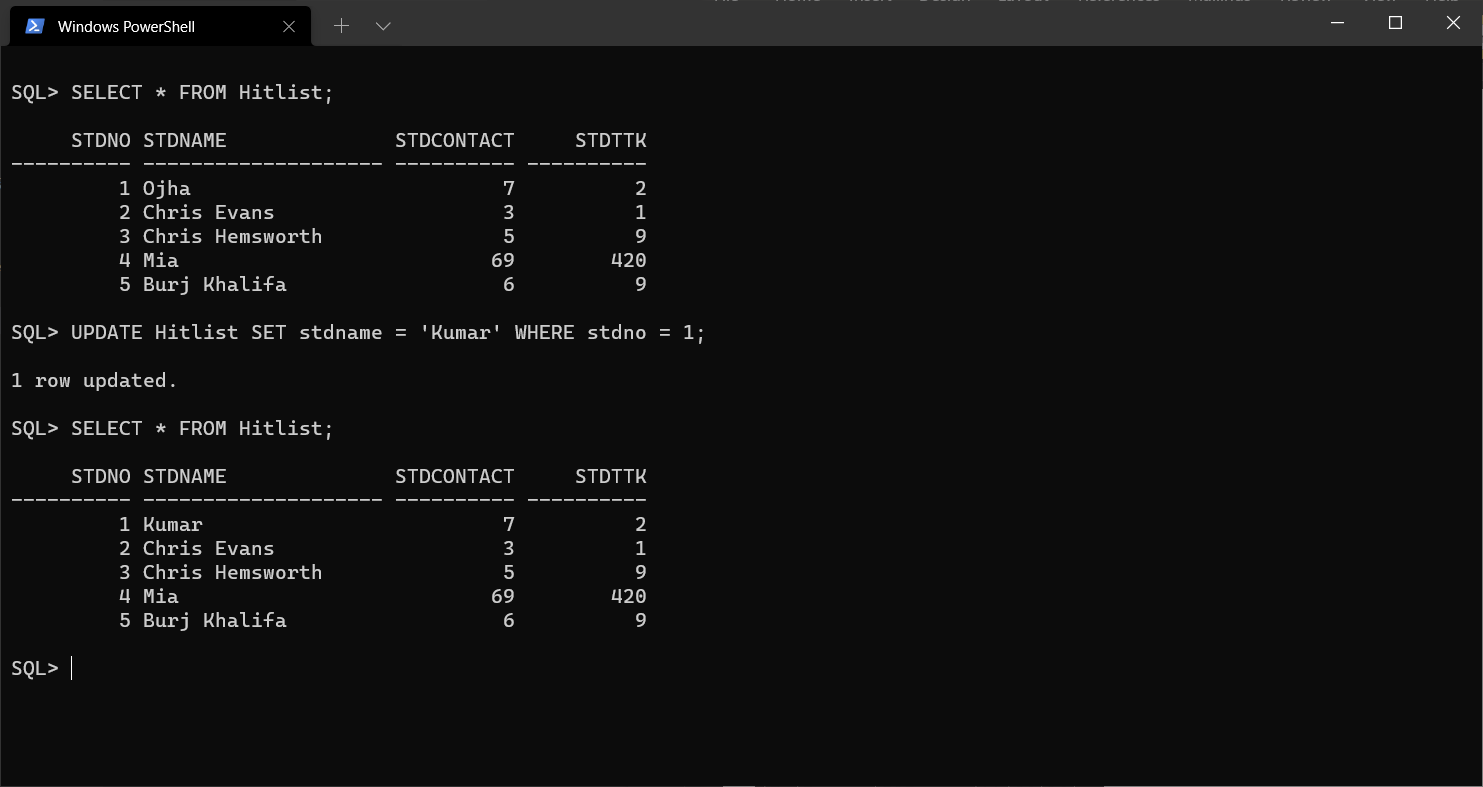 Windows PowerShell
SQL> SELECT * FROM Hitlist;
     STDNO STDNAME              STDCONTACT     STDTTK
---------- -------------------- ---------- ----------
         1 Ojha                          7          2
         2 Chris Evans                   3          1
         3 Chris Hemsworth               5          9
         4 Mia                          69        420
         5 Burj Khalifa                  6          9
SQL> UPDATE Hitlist SET stdname = 'Kumar' WHERE stdno = 1;
1 row updated.
SQL> SELECT * FROM Hitlist;
     STDNO STDNAME              STDCONTACT     STDTTK
---------- -------------------- ---------- ----------
         1 Kumar                         7          2
         2 Chris Evans                   3          1
         3 Chris Hemsworth               5          9
         4 Mia                          69        420
         5 Burj Khalifa                  6          9
SQL>